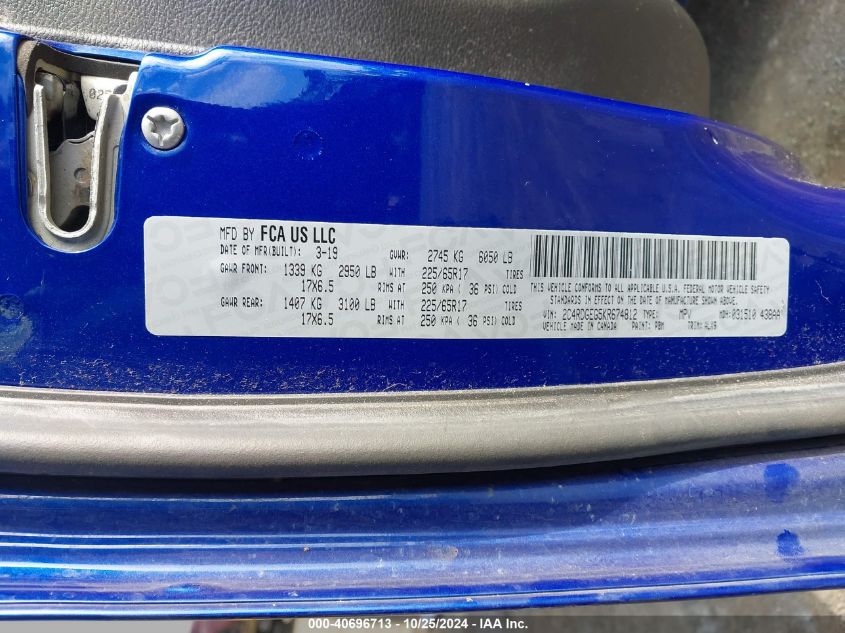 MFD BY FCA US LLC
DATE OF MFR(BUILT): 3-19 GVWR: 2745 KG 6050 LB
GAWR FRONT: 1339 KG 2950 LB WITH 225/65R17 TIRES
17X6.5 RIMS AT 250 KPA ( 36 PSI) COLD
GAWR REAR: 1407 KG 3100 LB WITH 225/65R17 TIRES
17X6.5 RIMS AT 250 KPA ( 36 PSI) COLD
THIS VEHICLE CONFORMS TO ALL APPLICABLE U.S.A. FEDERAL MOTOR VEHICLE SAFETY
STANDARDS IN EFFECT ON THE DATE OF MANUFACTURE SHOWN ABOVE.
VIN: 2C4RDGEG5KR674812 TYPE: MPV MDH: 031510 438AA
VEHICLE MADE IN CANADA PAINT: PBM TRIM: ALV9
000-40696713 - 10/25/2024 - IAA Inc.